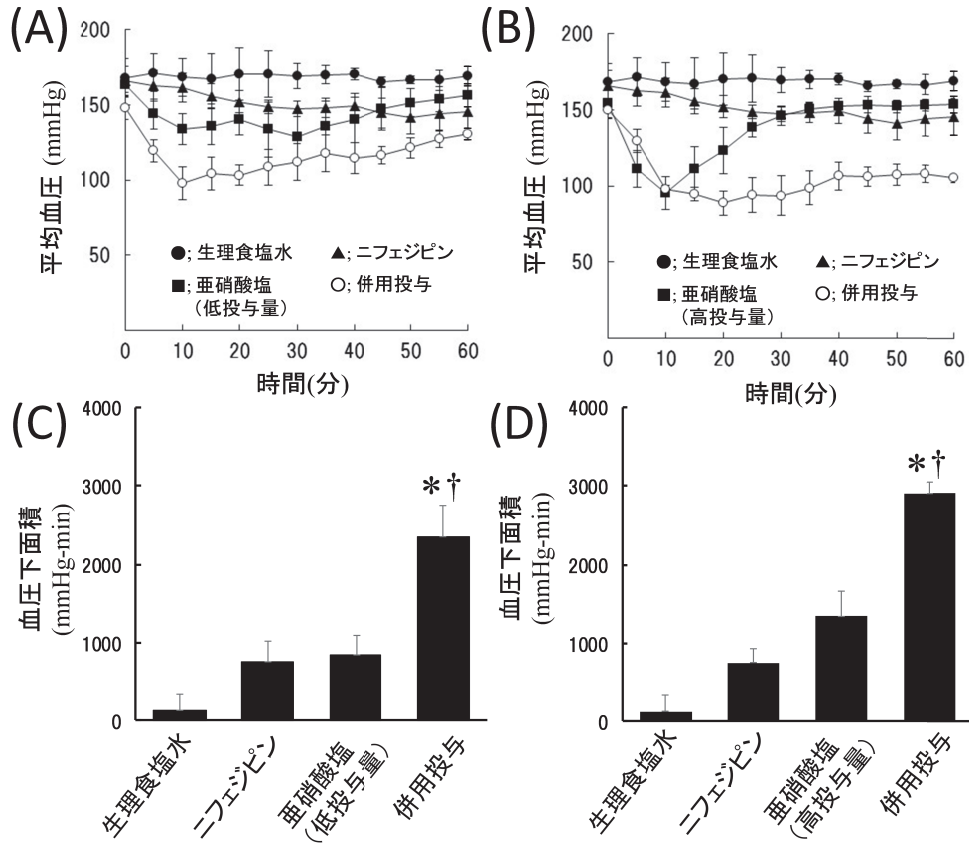 (A)
200
150
100
50
平均血圧 (mmHg)
●; 生理食塩水
▲; ニフェジピン
■; 亜硝酸塩
(低投与量)
○; 併用投与
0 10 20 30 40 50 60
時間(分)
(B)
200
150
100
50
平均血圧 (mmHg)
●; 生理食塩水
▲; ニフェジピン
■; 亜硝酸塩
(高投与量)
○; 併用投与
0 10 20 30 40 50 60
時間(分)
(C)
4000
3000
2000
1000
0
血圧下面積
(mmHg-min)
*†
生理食塩水
ニフェジピン
亜硝酸塩
(低投与量)
併用投与
(D)
4000
3000
2000
1000
0
血圧下面積
(mmHg-min)
*†
生理食塩水
ニフェジピン
亜硝酸塩
(高投与量)
併用投与